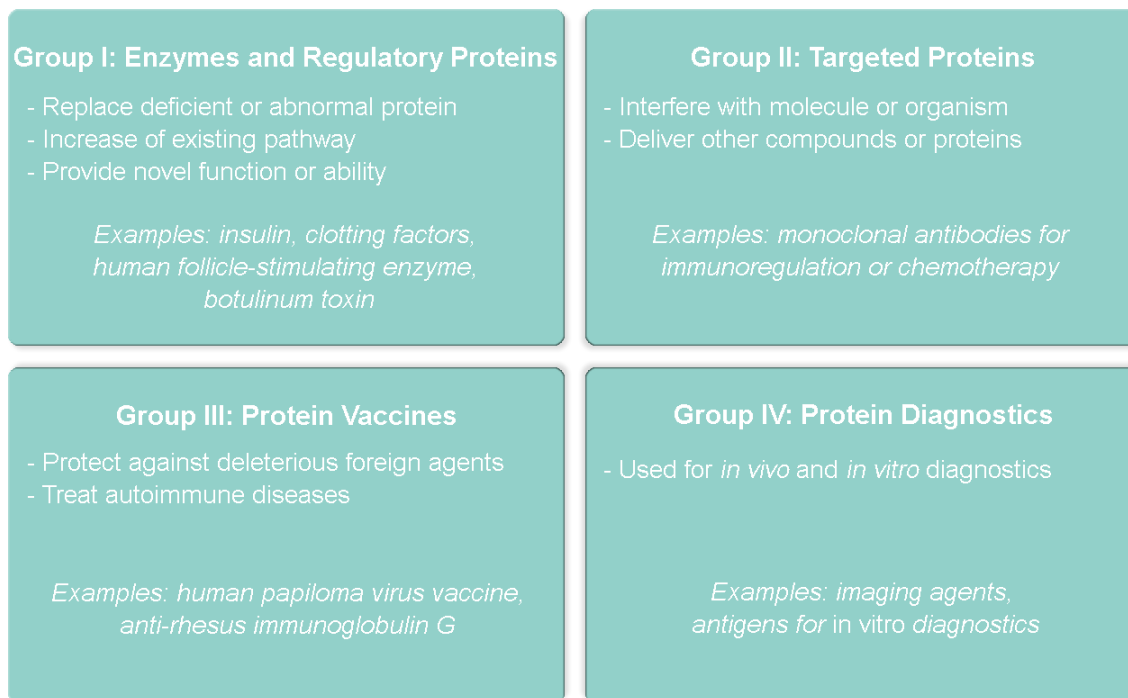 Group I: Enzymes and Regulatory Proteins
- Replace deficient or abnormal protein
- Increase of existing pathway
- Provide novel function or ability
Examples: insulin, clotting factors,
human follicle-stimulating enzyme,
botulinum toxin
Group II: Targeted Proteins
- Interfere with molecule or organism
- Deliver other compounds or proteins
Examples: monoclonal antibodies for
immunoregulation or chemotherapy
Group III: Protein Vaccines
- Protect against deleterious foreign agents
- Treat autoimmune diseases
Examples: human papiloma virus vaccine,
anti-rhesus immunoglobulin G
Group IV: Protein Diagnostics
- Used for in vivo and in vitro diagnostics
Examples: imaging agents,
antigens for in vitro diagnostics